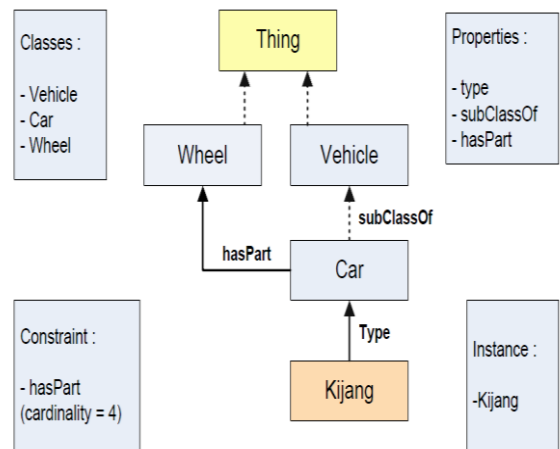 Classes :
- Vehicle
- Car
- Wheel
Thing
Properties :
- type
- subClassOf
- hasPart
Wheel
Vehicle
subClassOf
hasPart
Car
Type
Kijang
Constraint :
- hasPart
(cardinality = 4)
Instance :
-Kijang